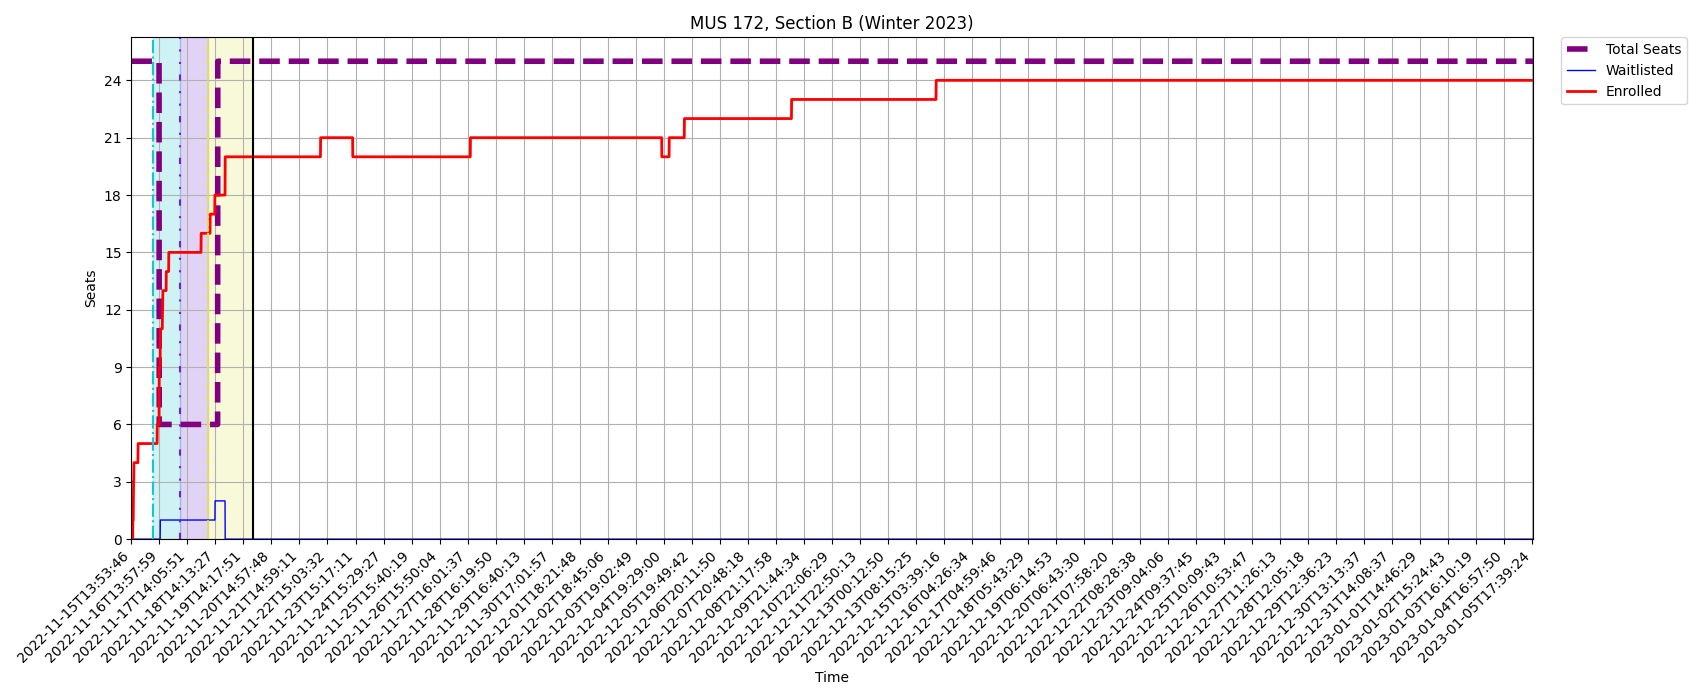 MUS 172, Section B (Winter 2023)
Total Seats
Waitlisted
Enrolled
Seats
24
21
18
15
12
9
6
3
0
2022-11-15T13:53:46
2022-11-16T13:57:59
2022-11-17T14:05:51
2022-11-18T14:13:27
2022-11-19T14:17:51
2022-11-20T14:57:48
2022-11-21T14:59:11
2022-11-22T15:03:32
2022-11-23T15:17:11
2022-11-24T15:29:27
2022-11-25T15:40:19
2022-11-26T15:50:04
2022-11-27T16:01:37
2022-11-28T16:19:50
2022-11-29T16:40:13
2022-11-30T17:01:57
2022-12-01T18:21:48
2022-12-02T18:45:06
2022-12-03T19:02:49
2022-12-04T19:29:00
2022-12-05T19:49:42
2022-12-06T20:11:50
2022-12-07T20:48:18
2022-12-08T21:17:58
2022-12-09T21:44:34
2022-12-10T22:06:29
2022-12-11T22:50:13
2022-12-13T00:12:50
2022-12-14T08:15:25
2022-12-15T03:39:16
2022-12-16T04:26:34
2022-12-17T04:59:46
2022-12-18T05:43:29
2022-12-19T06:14:53
2022-12-20T06:43:30
2022-12-21T07:58:20
2022-12-22T08:28:38
2022-12-23T09:04:06
2022-12-24T09:37:45
2022-12-25T10:09:43
2022-12-26T10:53:47
2022-12-27T11:26:13
2022-12-28T12:05:18
2022-12-29T12:36:23
2022-12-30T13:13:37
2022-12-31T14:08:37
2023-01-01T14:46:29
2023-01-02T15:24:43
2023-01-03T16:10:19
2023-01-04T16:57:50
2023-01-05T17:39:24
Time